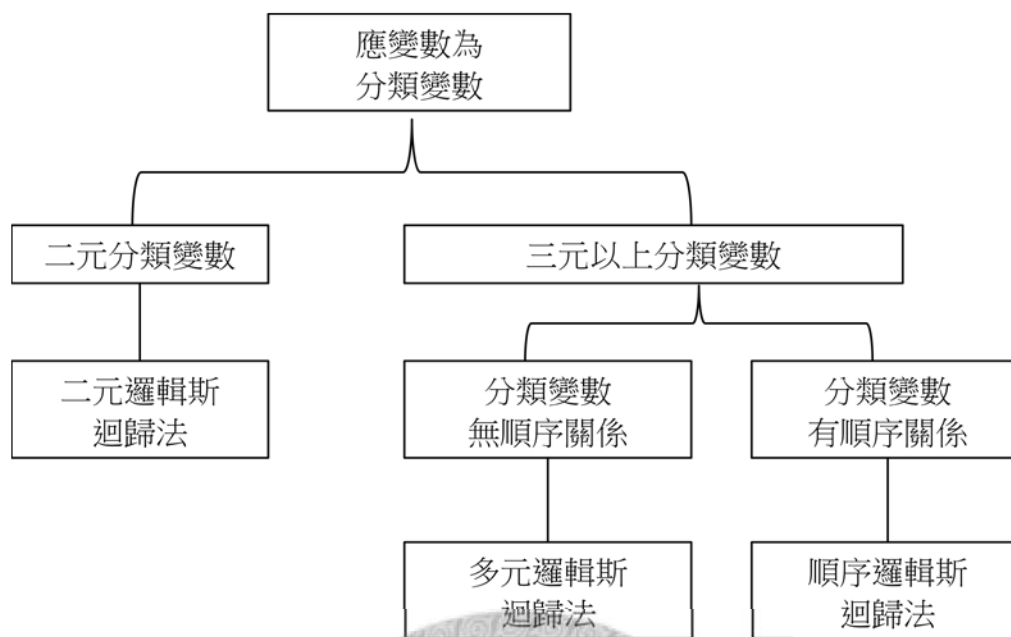 應變數為
分類變數
二元分類變數
三元以上分類變數
二元邏輯斯
迴歸法
分類變數
無順序關係
分類變數
有順序關係
多元邏輯斯
迴歸法
順序邏輯斯
迴歸法